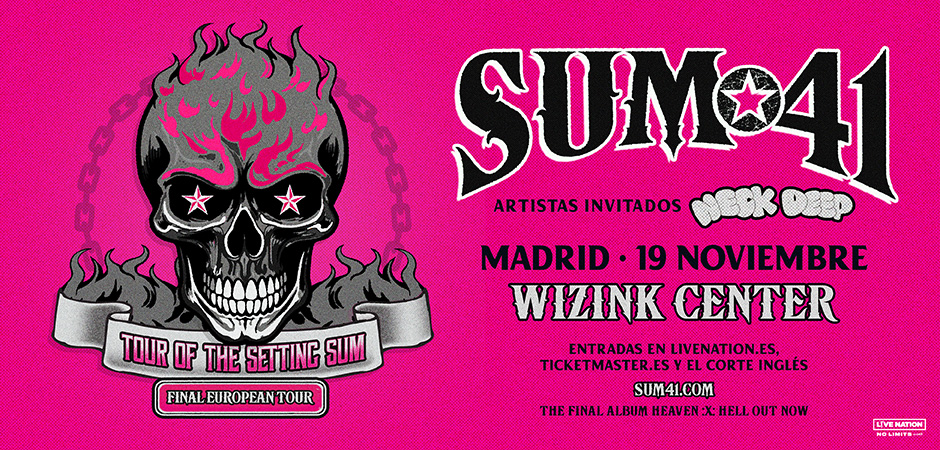 SUM 41
ARTISTAS INVITADOS NECK DEEP
MADRID · 19 NOVIEMBRE
WIZINK CENTER
ENTRADAS EN LIVENATION.ES,
TICKETMASTER.ES Y EL CORTE INGLÉS
SUM41.COM
THE FINAL ALBUM HEAVEN :X: HELL OUT NOW
TOUR OF THE SETTING SUM
FINAL EUROPEAN TOUR
LIVE NATION
NO LIMITS